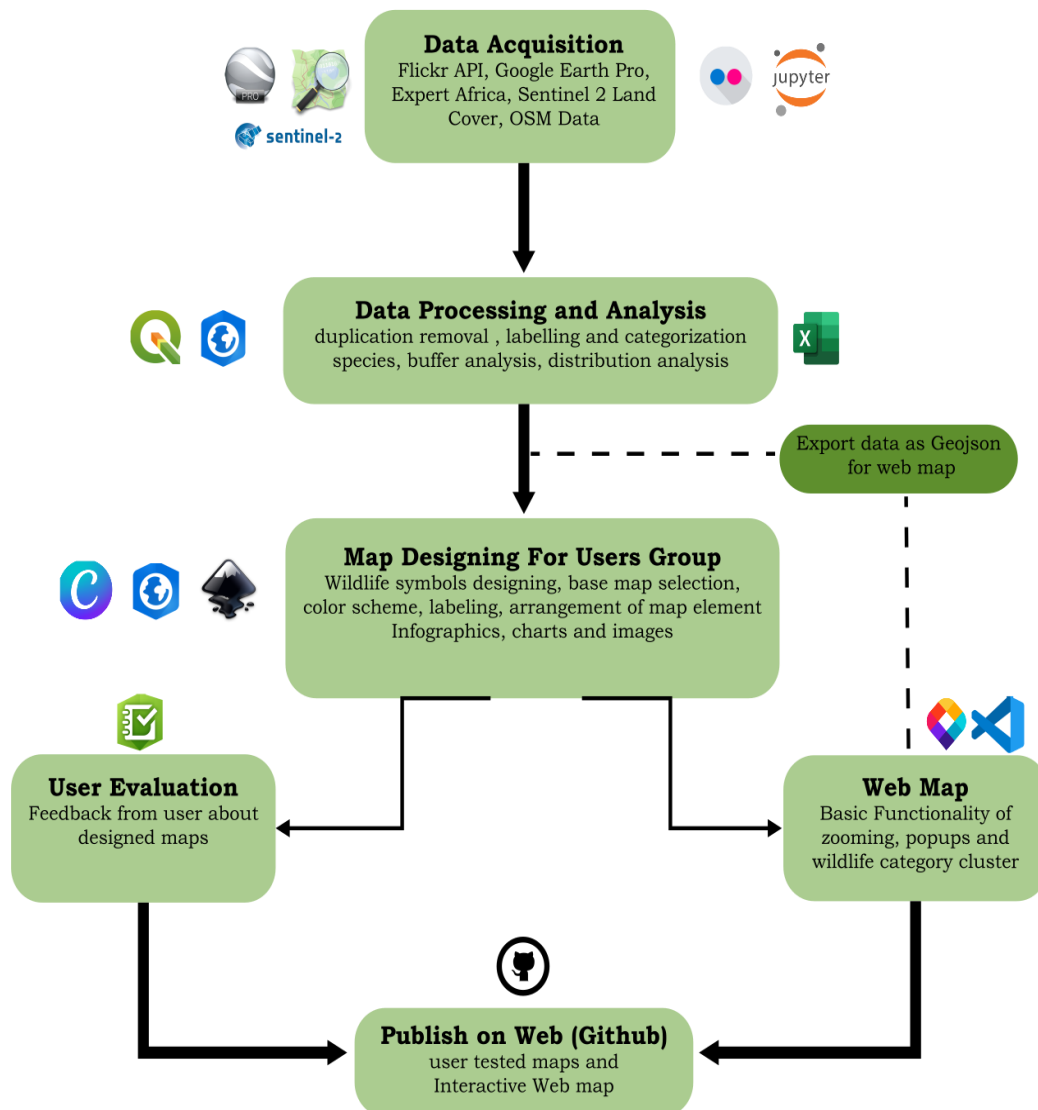 Data Acquisition
Flickr API, Google Earth Pro,
Expert Africa, Sentinel 2 Land
Cover, OSM Data
PRO
sentinel-2
jupyter
Data Processing and Analysis
duplication removal , labelling and categorization
species, buffer analysis, distribution analysis
X
Export data as Geojson
for web map
Map Designing For Users Group
Wildlife symbols designing, base map selection,
color scheme, labeling, arrangement of map element
Infographics, charts and images
C
User Evaluation
Feedback from user about
designed maps
Web Map
Basic Functionality of
zooming, popups and
wildlife category cluster
Publish on Web (Github)
user tested maps and
Interactive Web map